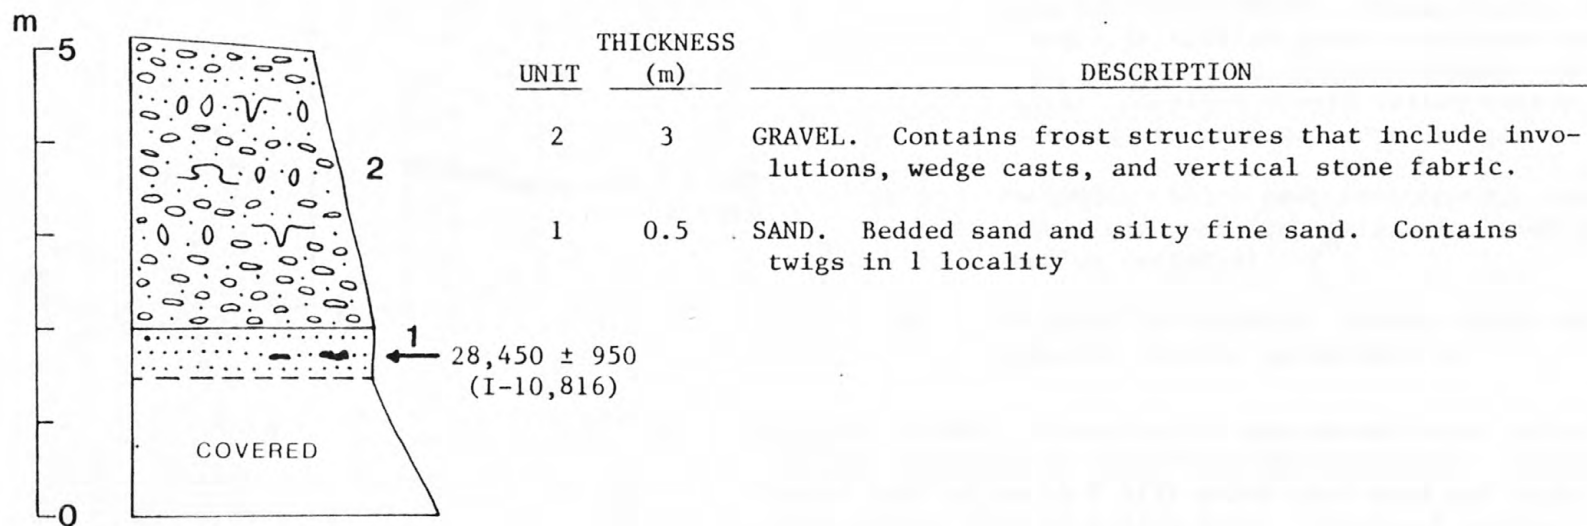 m
5
THICKNESS
UNIT (m) DESCRIPTION
2 3 GRAVEL. Contains frost structures that include invo-
lutions, wedge casts, and vertical stone fabric.
2
1 0.5 SAND. Bedded sand and silty fine sand. Contains
twigs in 1 locality
1
28,450 ± 950
(I-10,816)
COVERED
0